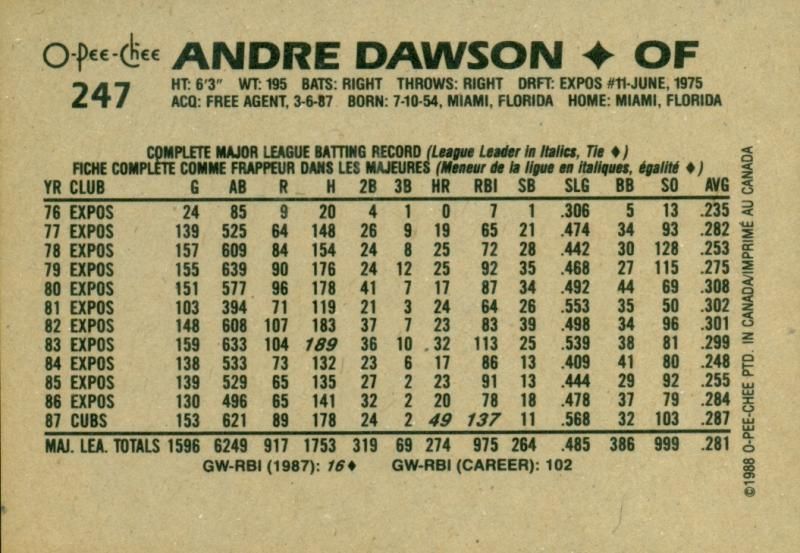 O-Pee-Chee ANDRE DAWSON ✦ OF
247 HT: 6'3" WT: 195 BATS: RIGHT THROWS: RIGHT DRFT: EXPOS #11-JUNE, 1975
ACQ: FREE AGENT, 3-6-87 BORN: 7-10-54, MIAMI, FLORIDA HOME: MIAMI, FLORIDA
COMPLETE MAJOR LEAGUE BATTING RECORD (League Leader in Italics, Tie ♦)
FICHE COMPLÈTE COMME FRAPPEUR DANS LES MAJEURES (Meneur de la ligue en italiques, égalité ♦)
YR CLUB G AB R H 2B 3B HR RBI SB SLG BB SO AVG
76 EXPOS 24 85 9 20 4 1 0 7 1 .306 5 13 .235
77 EXPOS 139 525 64 148 26 9 19 65 21 .474 34 93 .282
78 EXPOS 157 609 84 154 24 8 25 72 28 .442 30 128 .253
79 EXPOS 155 639 90 176 24 12 25 92 35 .468 27 115 .275
80 EXPOS 151 577 96 178 41 7 17 87 34 .492 44 69 .308
81 EXPOS 103 394 71 119 21 3 24 64 26 .553 35 50 .302
82 EXPOS 148 608 107 183 37 7 23 83 39 .498 34 96 .301
83 EXPOS 159 633 104 189 36 10 32 113 25 .539 38 81 .299
84 EXPOS 138 533 73 132 23 6 17 86 13 .409 41 80 .248
85 EXPOS 139 529 65 135 27 2 23 91 13 .444 29 92 .255
86 EXPOS 130 496 65 141 32 2 20 78 18 .478 37 79 .284
87 CUBS 153 621 89 178 24 2 49 137 11 .568 32 103 .287
MAJ. LEA. TOTALS 1596 6249 917 1753 319 69 274 975 264 .485 386 999 .281
GW-RBI (1987): 16♦ GW-RBI (CAREER): 102
©1988 O-PEE-CHEE PTD. IN CANADA/IMPRIMÉ AU CANADA